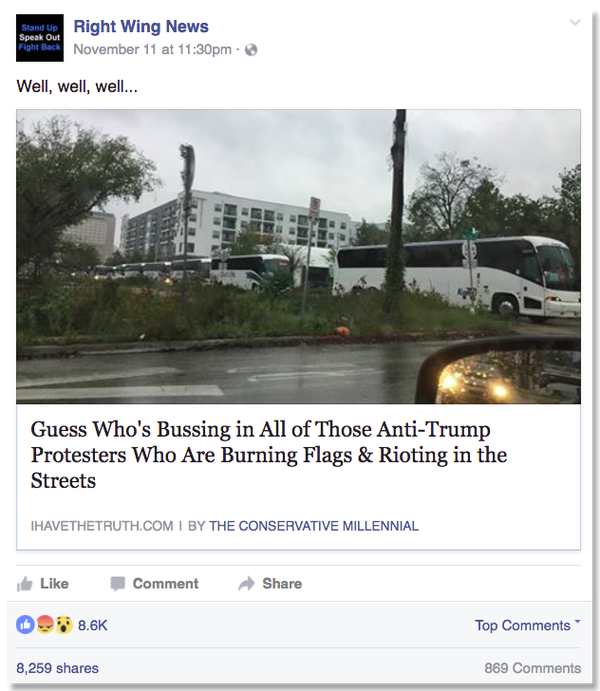 Stand Up
Speak Out
Fight Back
Right Wing News
November 11 at 11:30pm ·
Well, well, well...
Guess Who's Bussing in All of Those Anti-Trump
Protesters Who Are Burning Flags & Rioting in the
Streets
IHAVETHETRUTH.COM | BY THE CONSERVATIVE MILLENNIAL
Like Comment Share
8.6K Top Comments
8,259 shares 869 Comments